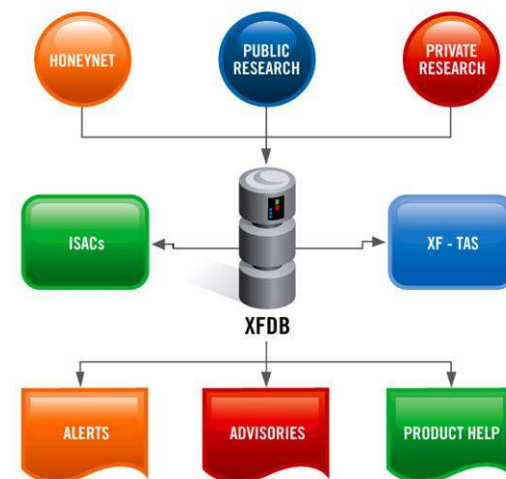 HONEYNET
PUBLIC
RESEARCH
PRIVATE
RESEARCH
ISACs
XF - TAS
XFDB
ALERTS
ADVISORIES
PRODUCT HELP